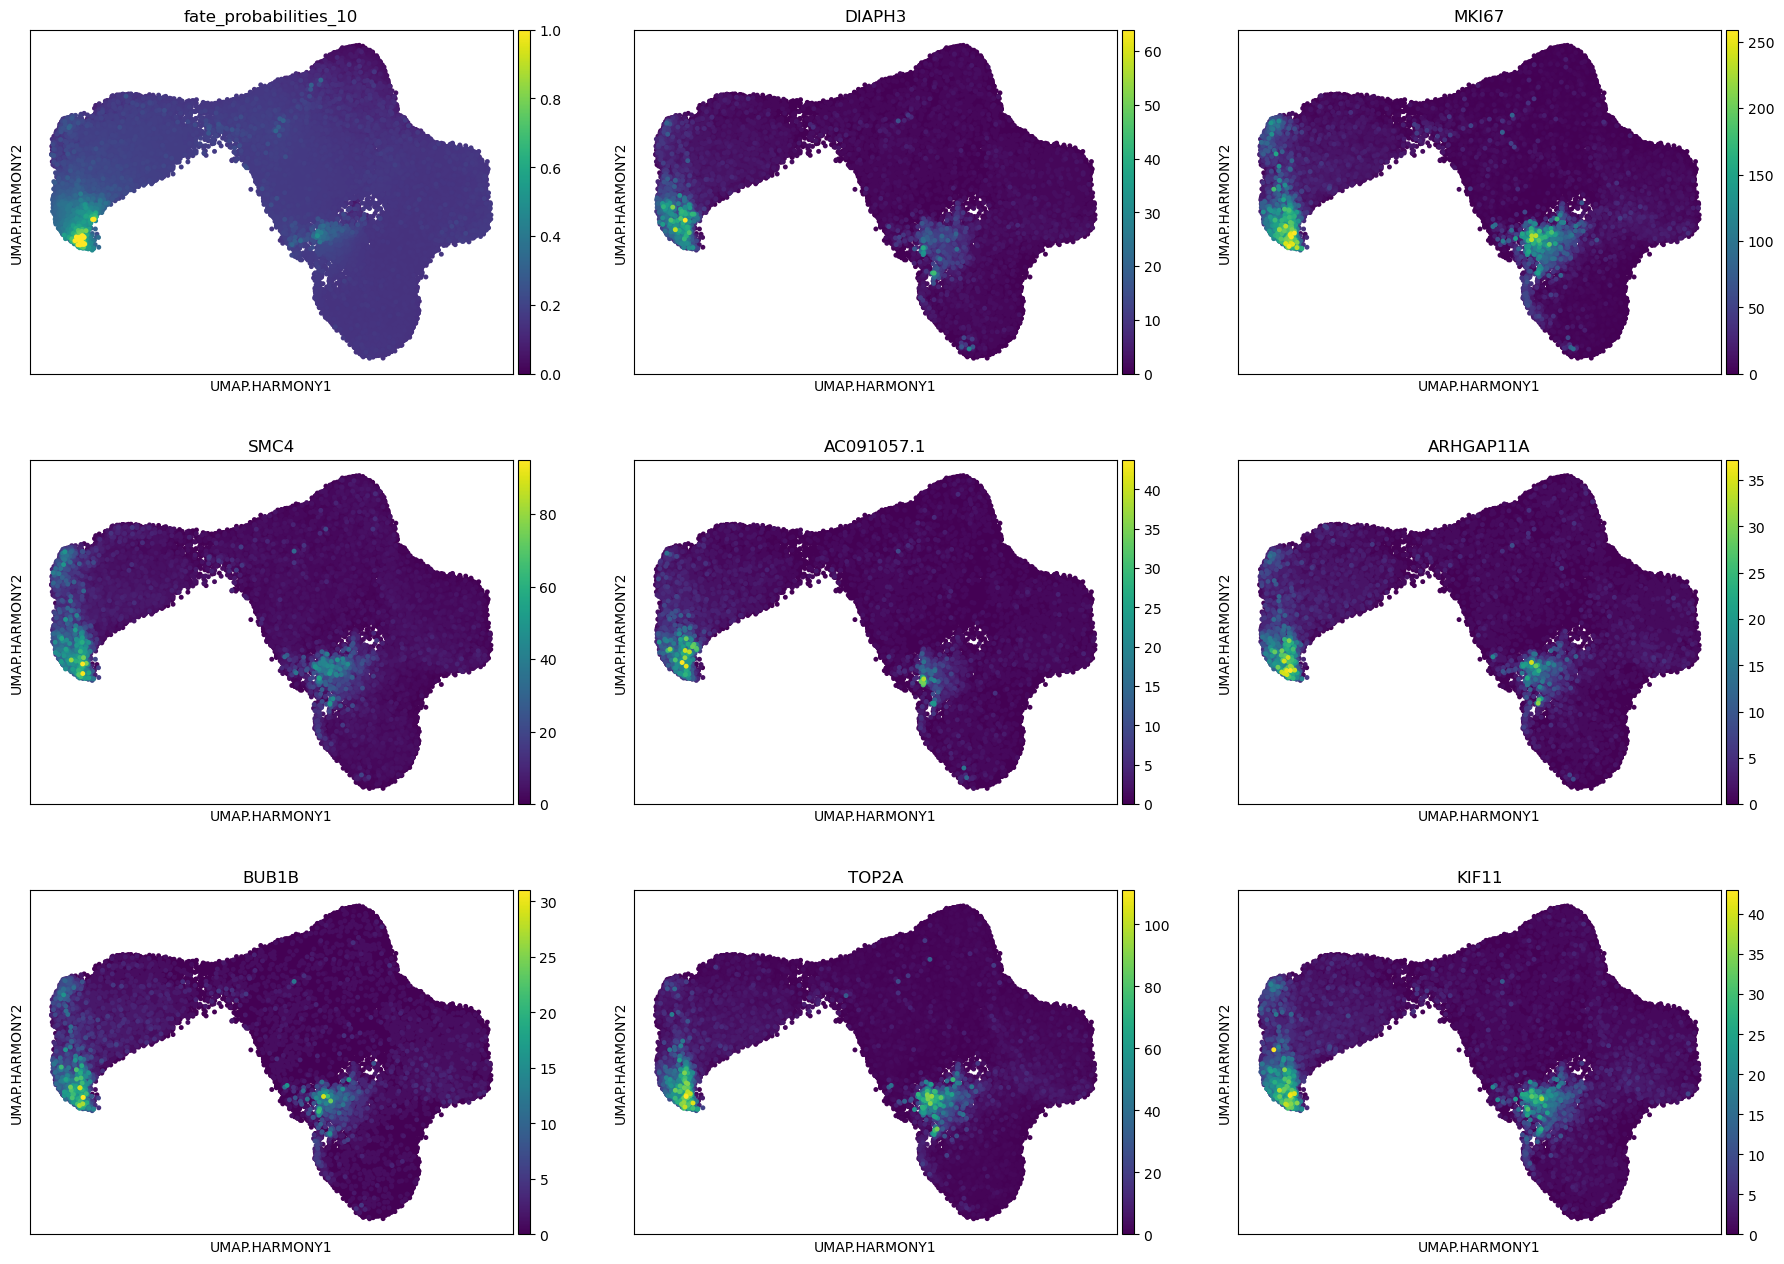 fate_probabilities_10
DIAPH3
MKI67
1.0
0.8
0.6
0.4
0.2
0.0
60
50
40
30
20
10
0
250
200
150
100
50
0
UMAP.HARMONY2
UMAP.HARMONY2
UMAP.HARMONY2
UMAP.HARMONY1
UMAP.HARMONY1
UMAP.HARMONY1
SMC4
AC091057.1
ARHGAP11A
80
60
40
20
0
40
35
30
25
20
15
10
5
0
35
30
25
20
15
10
5
0
UMAP.HARMONY2
UMAP.HARMONY2
UMAP.HARMONY2
UMAP.HARMONY1
UMAP.HARMONY1
UMAP.HARMONY1
BUB1B
TOP2A
KIF11
30
25
20
15
10
5
0
100
80
60
40
20
0
40
35
30
25
20
15
10
5
0
UMAP.HARMONY2
UMAP.HARMONY2
UMAP.HARMONY2
UMAP.HARMONY1
UMAP.HARMONY1
UMAP.HARMONY1